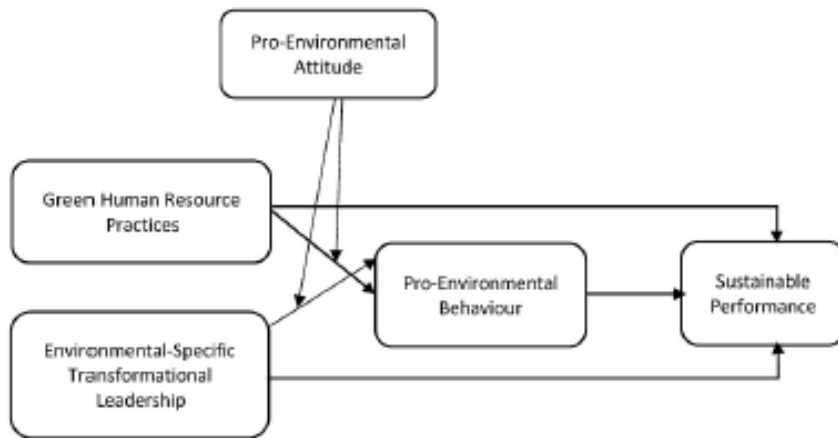 Pro-Environmental
Attitude
Green Human Resource
Practices
Pro-Environmental
Behaviour
Sustainable
Performance
Environmental-Specific
Transformational
Leadership